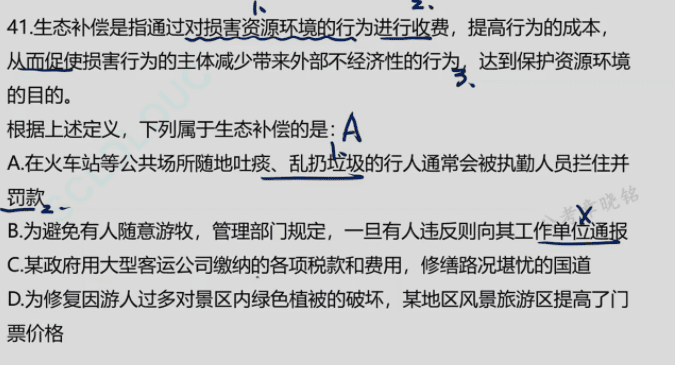 1、 2、
41.生态补偿是指通过对损害资源环境的行为进行收费，提高行为的成本，
从而促使损害行为的主体减少带来外部不经济性的行为，达到保护资源环境
3、
的目的。
根据上述定义，下列属于生态补偿的是：A
1、
A.在火车站等公共场所随地吐痰、乱扔垃圾的行人通常会被执勤人员拦住并
罚款 2、
B.为避免有人随意游牧，管理部门规定，一旦有人违反则向其工作单位通报
C.某政府用大型客运公司缴纳的各项税款和费用，修缮路况堪忧的国道
D.为修复因游人过多对景区内绿色植被的破坏，某地区风景旅游区提高了门
票价格